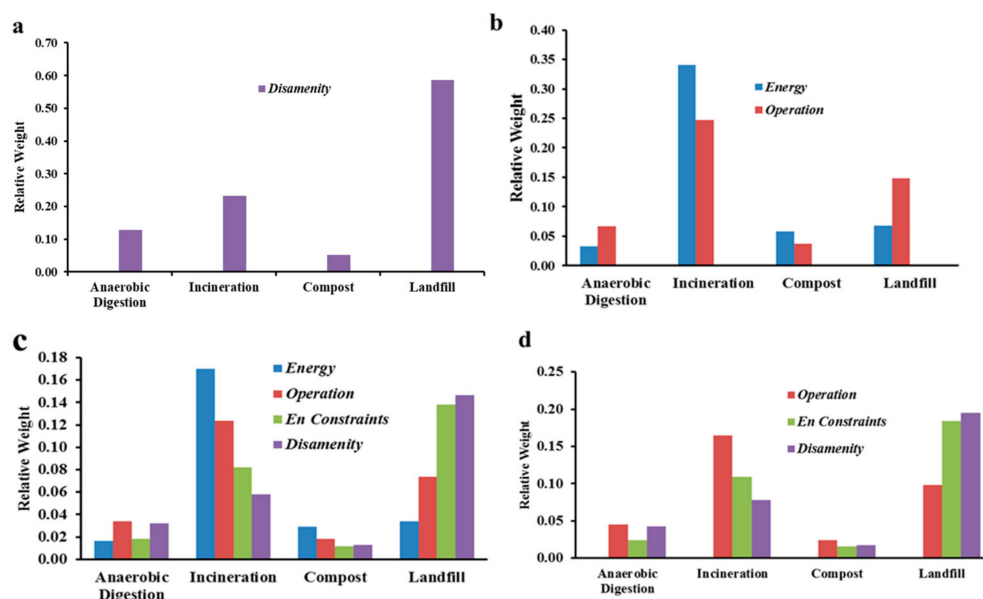 a
Relative Weight
0.70
0.60
0.50
0.40
0.30
0.20
0.10
0.00
Disamenity
Anaerobic
Digestion
Incineration
Compost
Landfill
b
Relative Weight
0.40
0.35
0.30
0.25
0.20
0.15
0.10
0.05
0.00
Energy
Operation
Anaerobic
Digestion
Incineration
Compost
Landfill
c
Relative Weight
0.18
0.16
0.14
0.12
0.10
0.08
0.06
0.04
0.02
0.00
Energy
Operation
En Constraints
Disamenity
Anaerobic
Digestion
Incineration
Compost
Landfill
d
Relative Weight
0.25
0.20
0.15
0.10
0.05
0.00
Operation
En Constraints
Disamenity
Anaerobic
Digestion
Incineration
Compost
Landfill